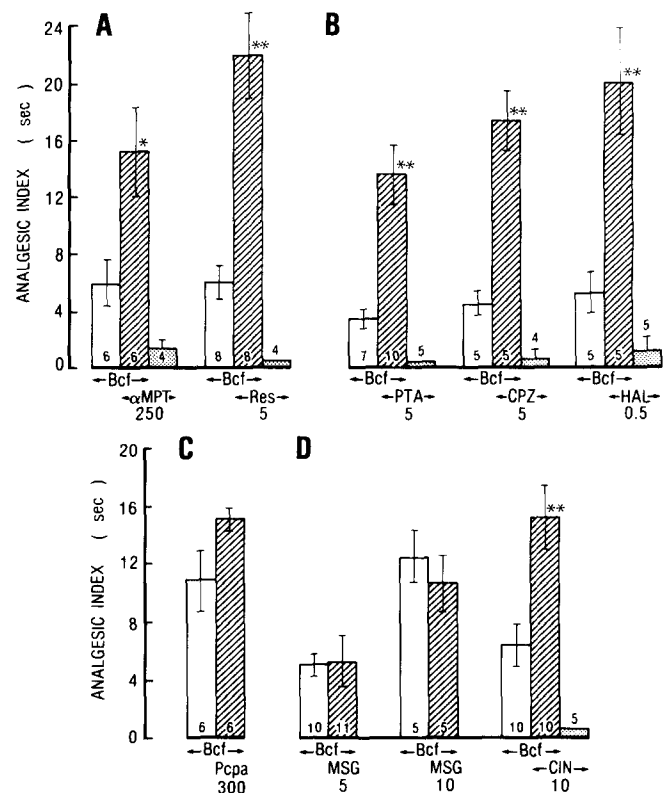 A
B
ANALGESIC INDEX ( sec )
24
20
16
12
8
4
0
*
**
**
**
**
6 6 4
8 8 4
7 10 5
5 5 4
5 5 5
←Bcf→ ←Bcf→ ←Bcf→ ←Bcf→ ←Bcf→
←αMPT→ ←Res→ ←PTA→ ←CPZ→ ←HAL→
250 5 5 5 0.5
C
D
ANALGESIC INDEX ( sec )
20
16
12
8
4
0
**
6 6
10 11
5 5
10 10 5
←Bcf→ ←Bcf→ ←Bcf→ ←Bcf→
Pcpa MSG MSG ←CIN→
300 5 10 10